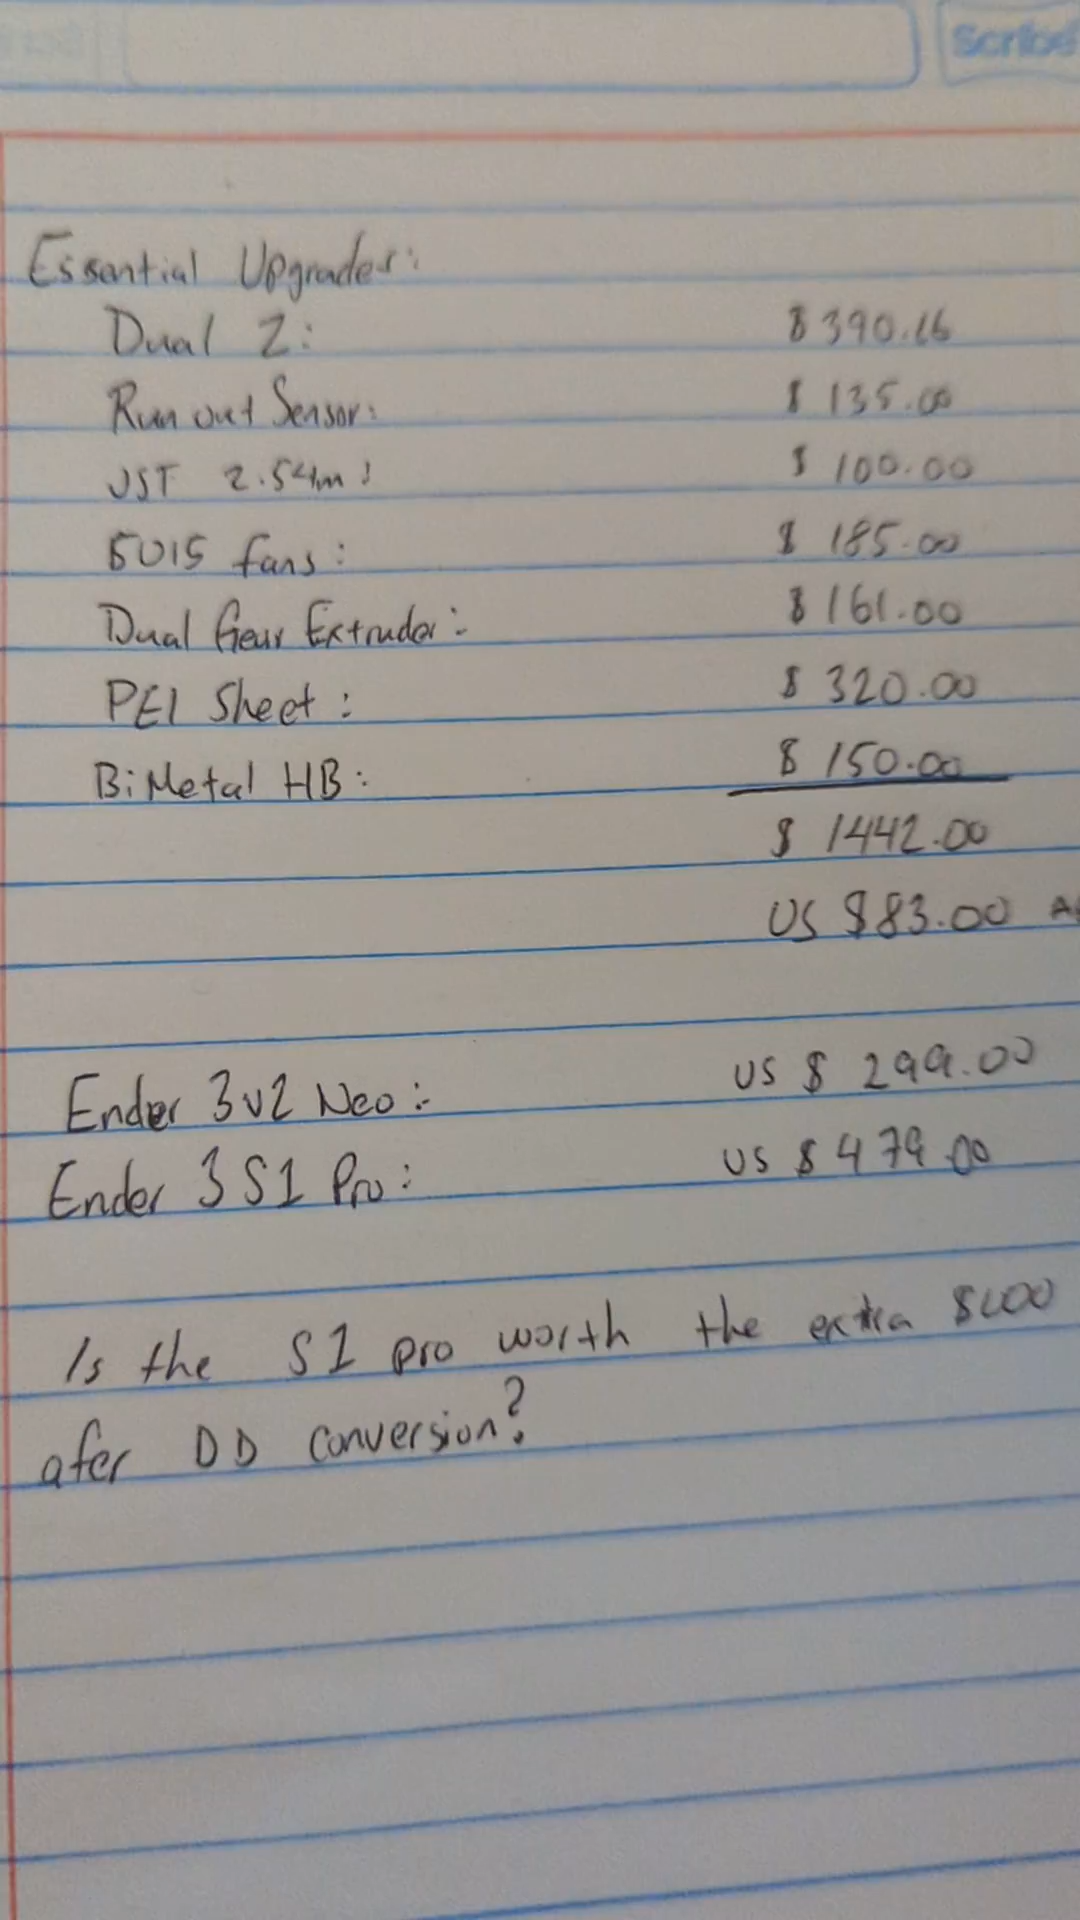 Scribe
Essential Upgrades:
Dual Z: $390.16
Run out Sensor: $135.00
JST 2.54m: $100.00
5015 fans: $185.00
Dual Gear Extruder: $161.00
PEI Sheet: $320.00
BiMetal HB: $150.00
$1442.00
US $83.00
Ender 3v2 Neo: US $299.00
Ender 3 S1 Pro: US $479.00
Is the S1 pro worth the extra
afer DD conversion?